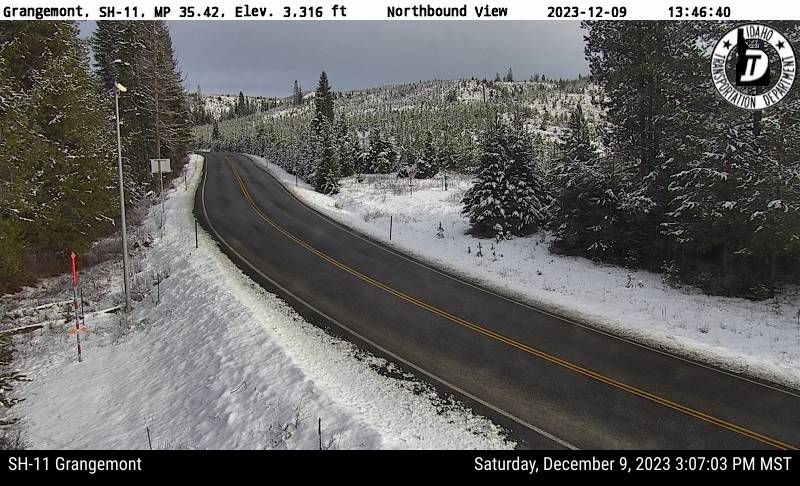 Grangemont, SH-11, MP 35.42, Elev. 3,316 ft Northbound View 2023-12-09 13:46:40
IDAHO
TRANSPORTATION DEPARTMENT
SH-11 Grangemont Saturday, December 9, 2023 3:07:03 PM MST